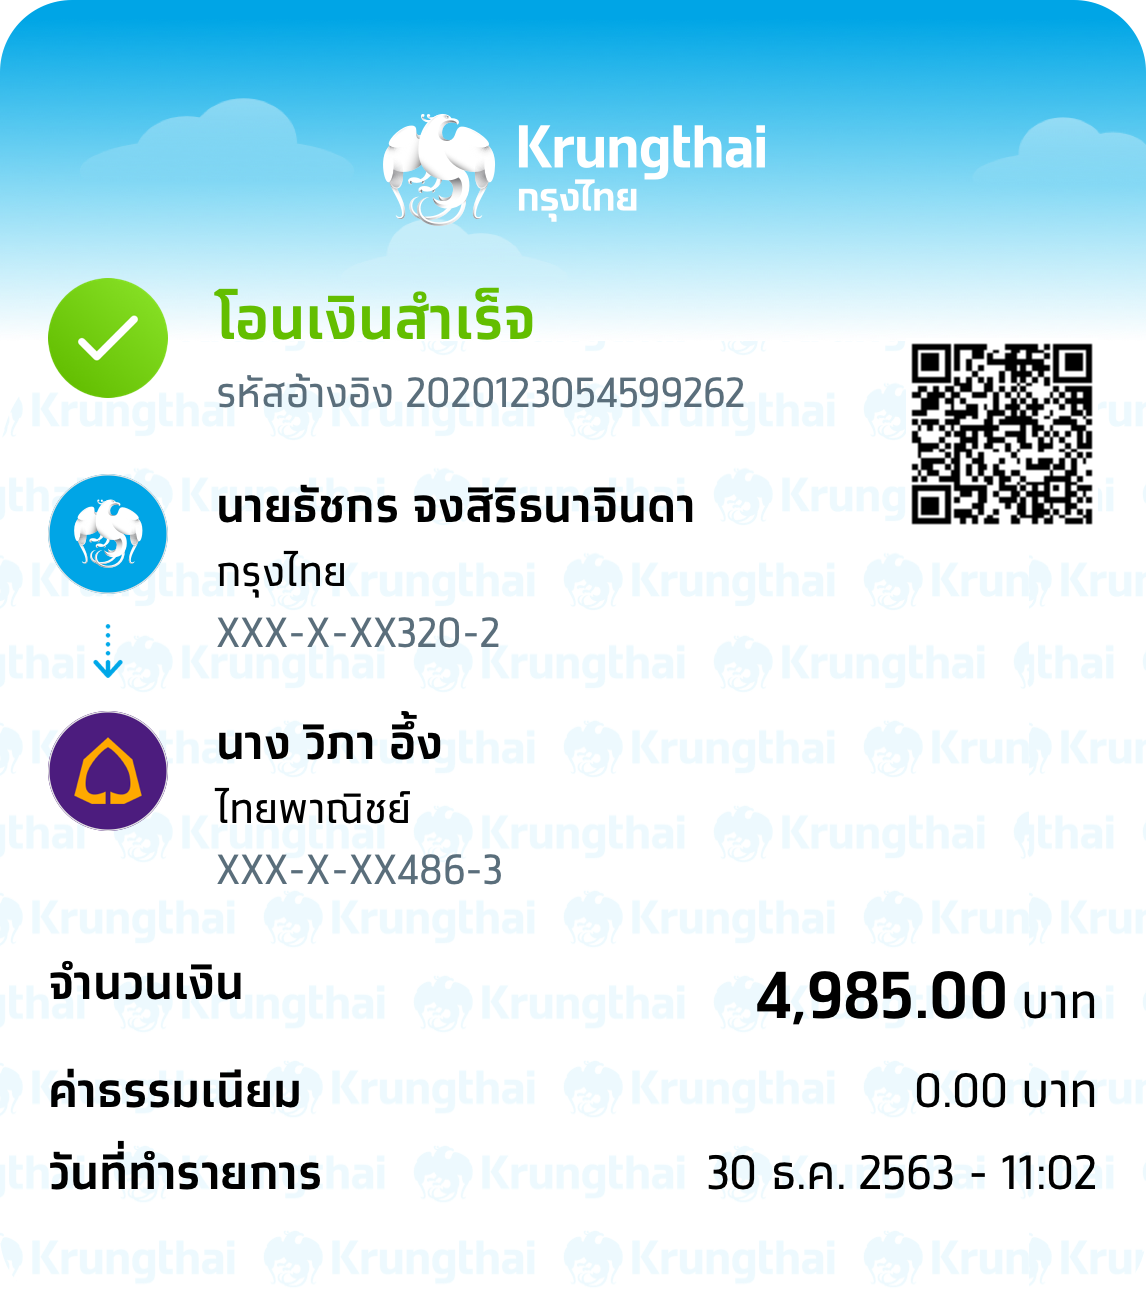 Krungthai
กรุงไทย
โอนเงินสำเร็จ
รหัสอ้างอิง 2020123054599262
นายธัชกร จงสิริธนาจินดา
กรุงไทย
XXX-X-XX320-2
นาง วิภา อึ้ง
ไทยพาณิชย์
XXX-X-XX486-3
จำนวนเงิน 4,985.00 บาท
ค่าธรรมเนียม 0.00 บาท
วันที่ทำรายการ 30 ธ.ค. 2563 - 11:02